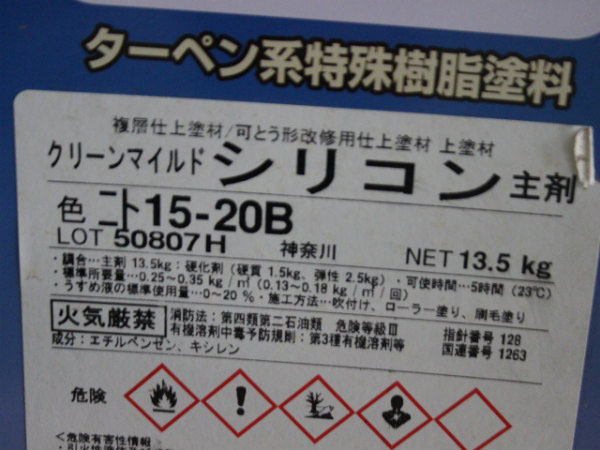 ターペン系特殊樹脂塗料
複層仕上塗材/可とう形改修用仕上塗材 上塗材
クリーンマイルド シリコン 主剤
色 ニト15-20B
LOT 50807H 神奈川 NET 13.5 kg
・調合…主剤 13.5kg:硬化剤(硬質 1.5kg、弾性 2.5kg)・可使時間…5時間(23℃)
・標準所要量…0.25~0.35 kg/㎡(0.13~0.18 kg/㎡/回)
・うすめ液の標準使用量…0~20%・施工方法…吹付け、ローラー塗り、刷毛塗り
火気厳禁 消防法:第四類第二石油類 危険等級Ⅲ 指針番号 128
有機溶剤中毒予防規則:第3種有機溶剤等 国連番号 1263
成分:エチルベンゼン、キシレン
危険
<危険有害性情報